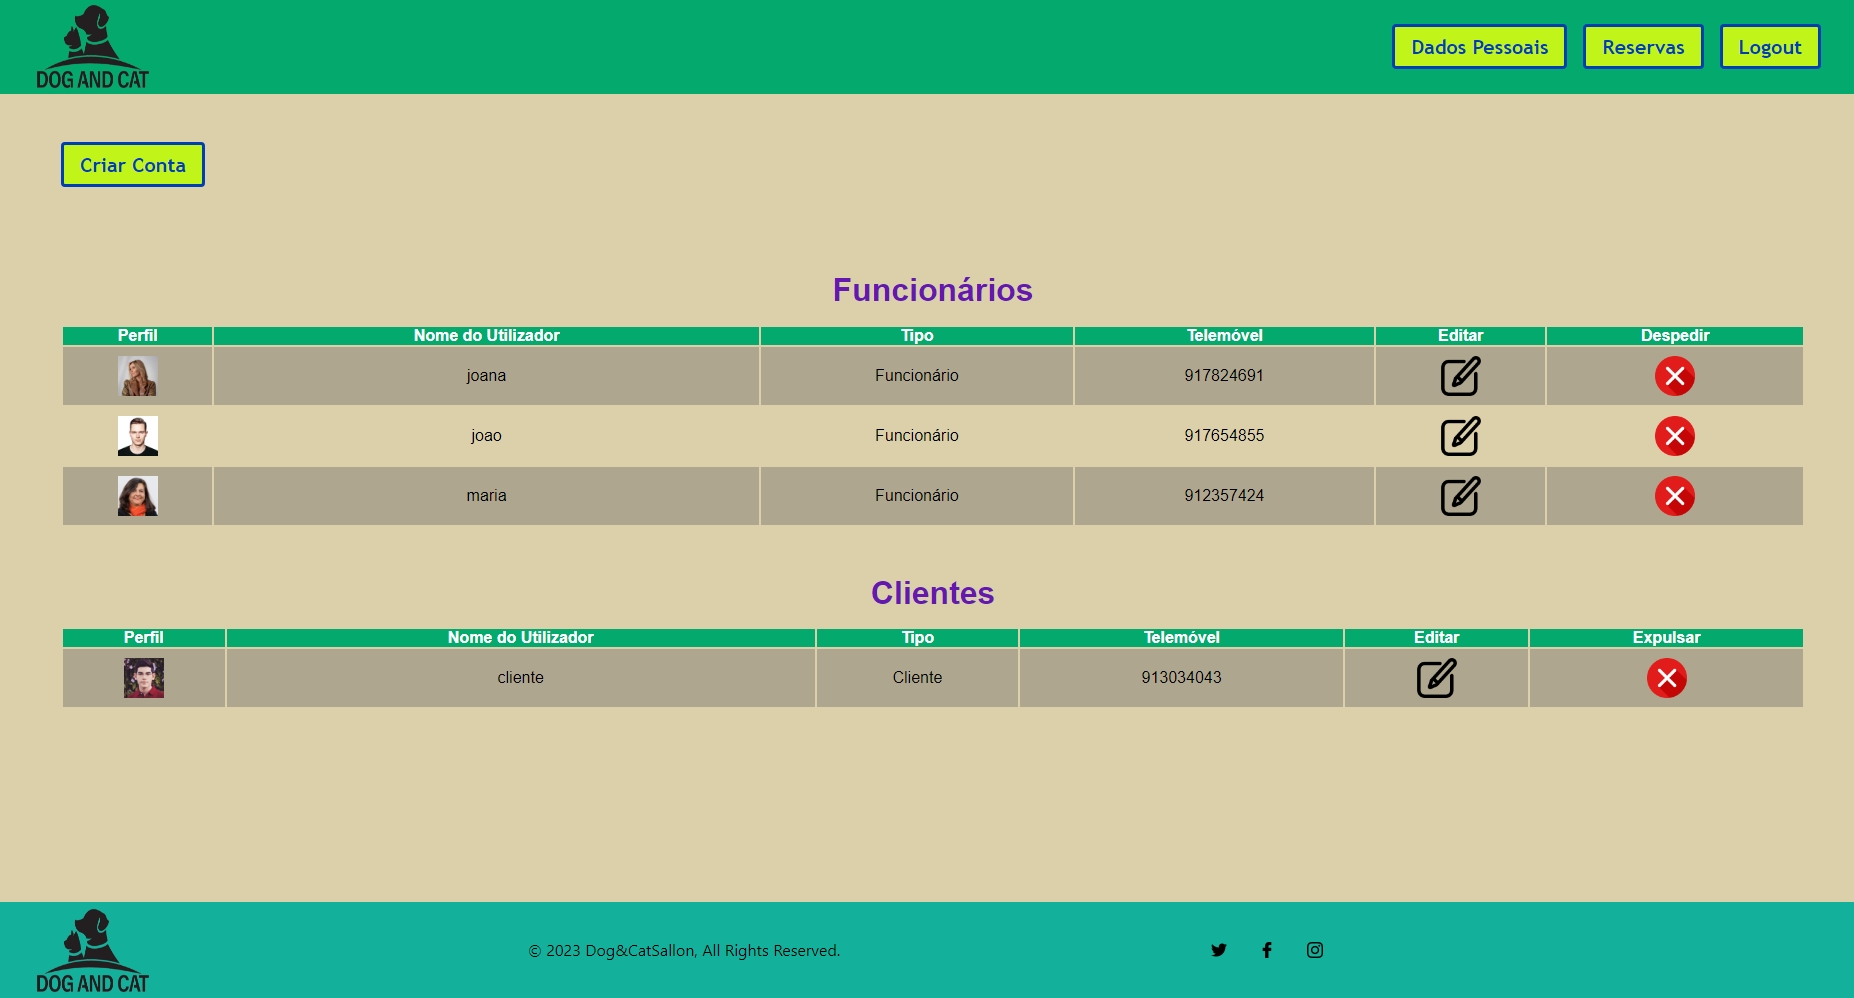 DOG AND CAT
Dados Pessoais Reservas Logout
Criar Conta
Funcionários
Perfil Nome do Utilizador Tipo Telemóvel Editar Despedir
joana Funcionário 917824691
joao Funcionário 917654855
maria Funcionário 912357424
Clientes
Perfil Nome do Utilizador Tipo Telemóvel Editar Expulsar
cliente Cliente 913034043
DOG AND CAT
© 2023 Dog&CatSallon, All Rights Reserved.